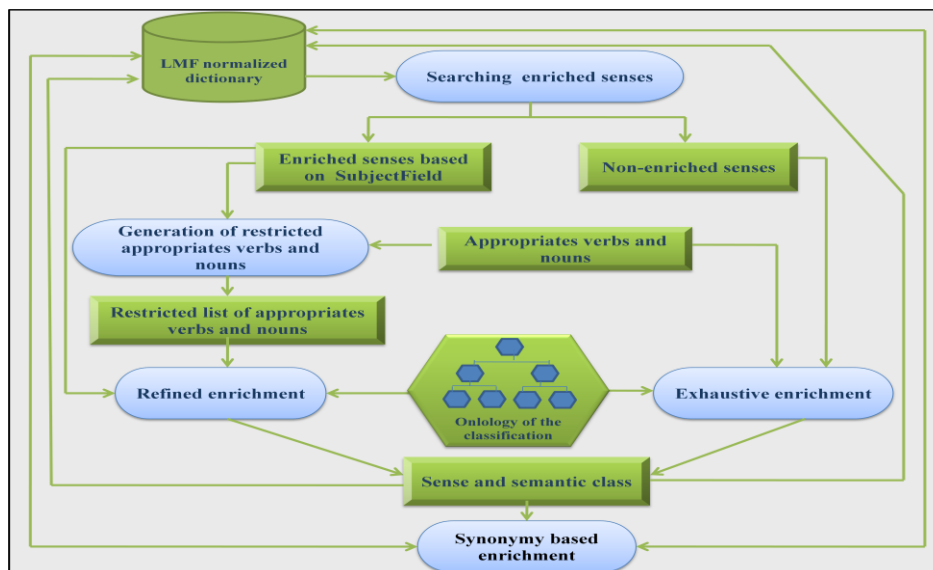 LMF normalized
dictionary
Searching enriched senses
Enriched senses based
on SubjectField
Non-enriched senses
Generation of restricted
appropriates verbs and
nouns
Appropriates verbs and
nouns
Restricted list of appropriates
verbs and nouns
Refined enrichment
Onlology of the
classification
Exhaustive enrichment
Sense and semantic class
Synonymy based
enrichment